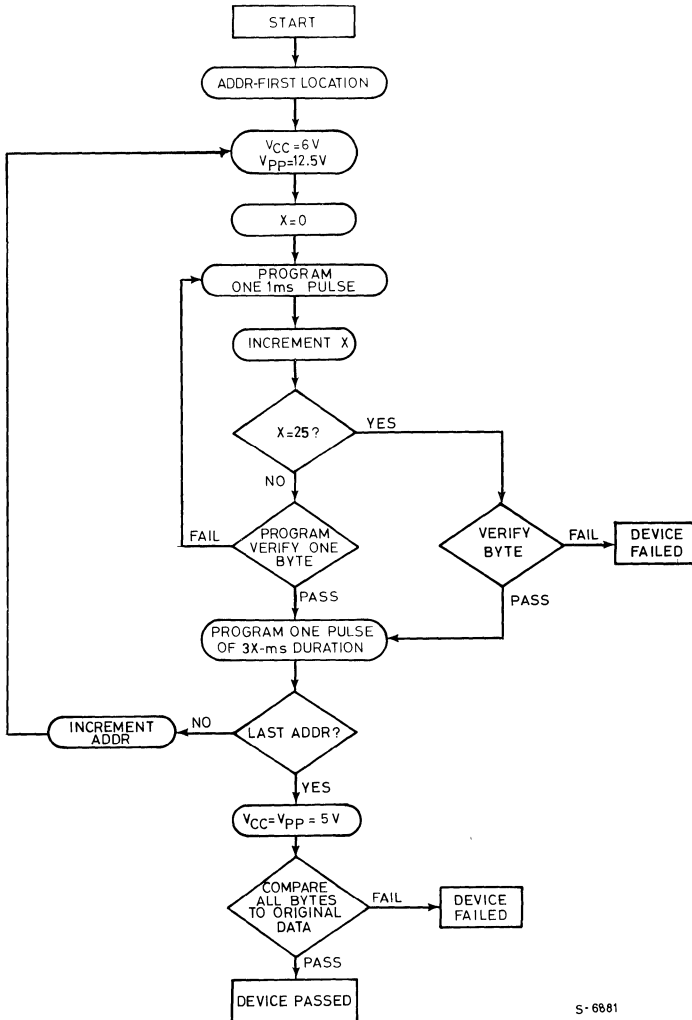 START
ADDR-FIRST LOCATION
VCC=6V
VPP=12.5V
X=0
PROGRAM
ONE 1ms PULSE
INCREMENT X
X=25?
YES
NO
PROGRAM
VERIFY ONE
BYTE
FAIL
PASS
VERIFY
BYTE
FAIL
DEVICE
FAILED
PASS
PROGRAM ONE PULSE
OF 3X-ms DURATION
LAST ADDR?
NO
INCREMENT
ADDR
YES
VCC=VPP=5V
COMPARE
ALL BYTES
TO ORIGINAL
DATA
FAIL
DEVICE
FAILED
PASS
DEVICE PASSED
S-6881